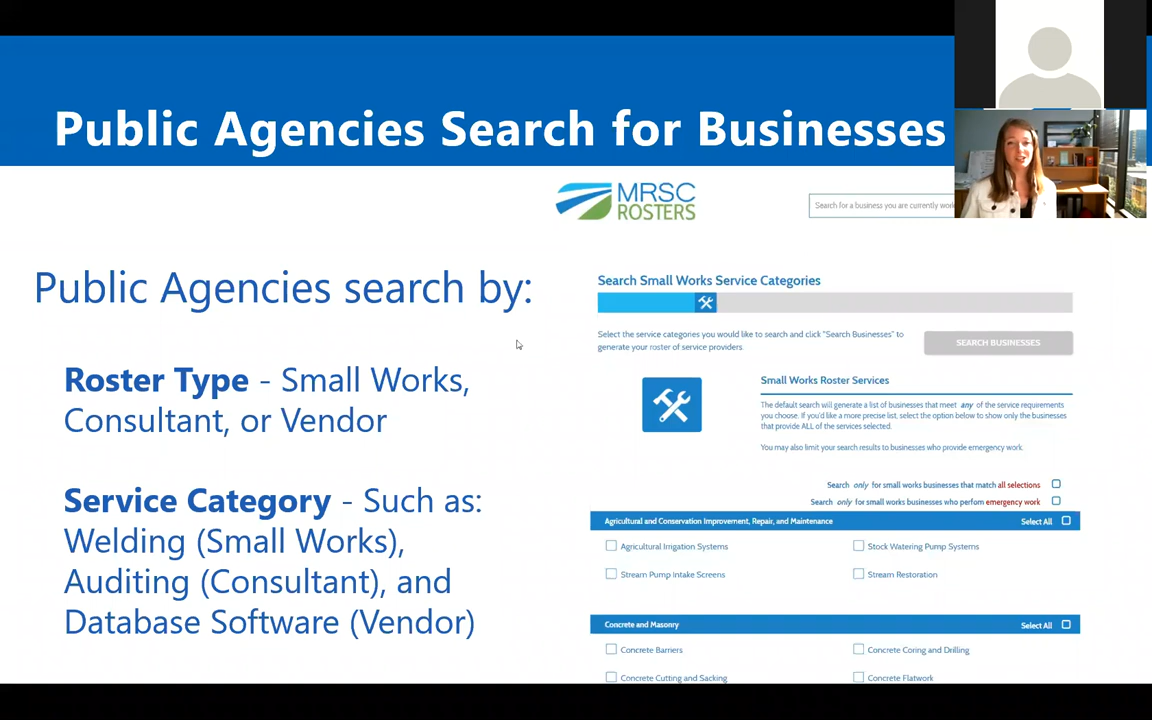 Public Agencies Search for Businesses
MRSC
ROSTERS
Search for a business you are currently
Public Agencies search by:
Roster Type - Small Works,
Consultant, or Vendor
Service Category - Such as:
Welding (Small Works),
Auditing (Consultant), and
Database Software (Vendor)
Search Small Works Service Categories
Select the service categories you would like to search and click "Search Businesses" to
generate your roster of service providers.
SEARCH BUSINESSES
Small Works Roster Services
The default search will generate a list of businesses that meet any of the service requirements
you choose. If you'd like a more precise list, select the option below to show only the businesses
that provide ALL of the services selected.
You may also limit your search results to businesses who provide emergency work.
Search only for small works businesses that match all selections
Search only for small works businesses who perfom emergency work
Agricultural and Conservation Improvement, Repair, and Maintenance Select All
Agricultural Irrigation Systems Stock Watering Pump Systems
Stream Pump Intake Screens Stream Restoration
Concrete and Masonry Select All
Concrete Barriers Concrete Coring and Drilling
Concrete Cutting and Sacking Concrete Flatwork